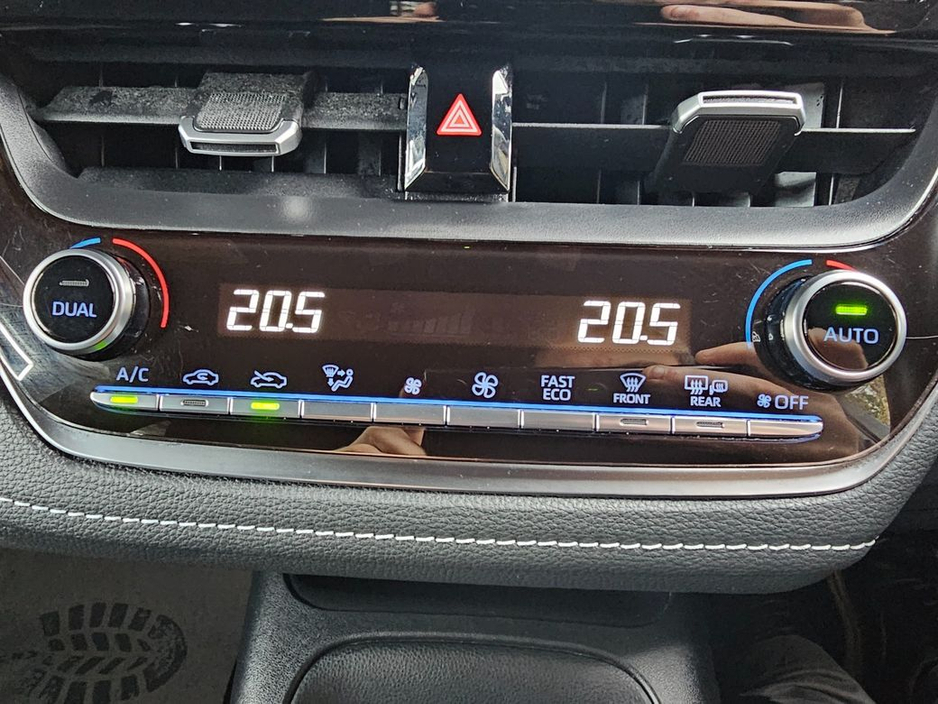 20.5
20.5
DUAL
AUTO
A/C
FAST
ECO
FRONT
REAR
OFF